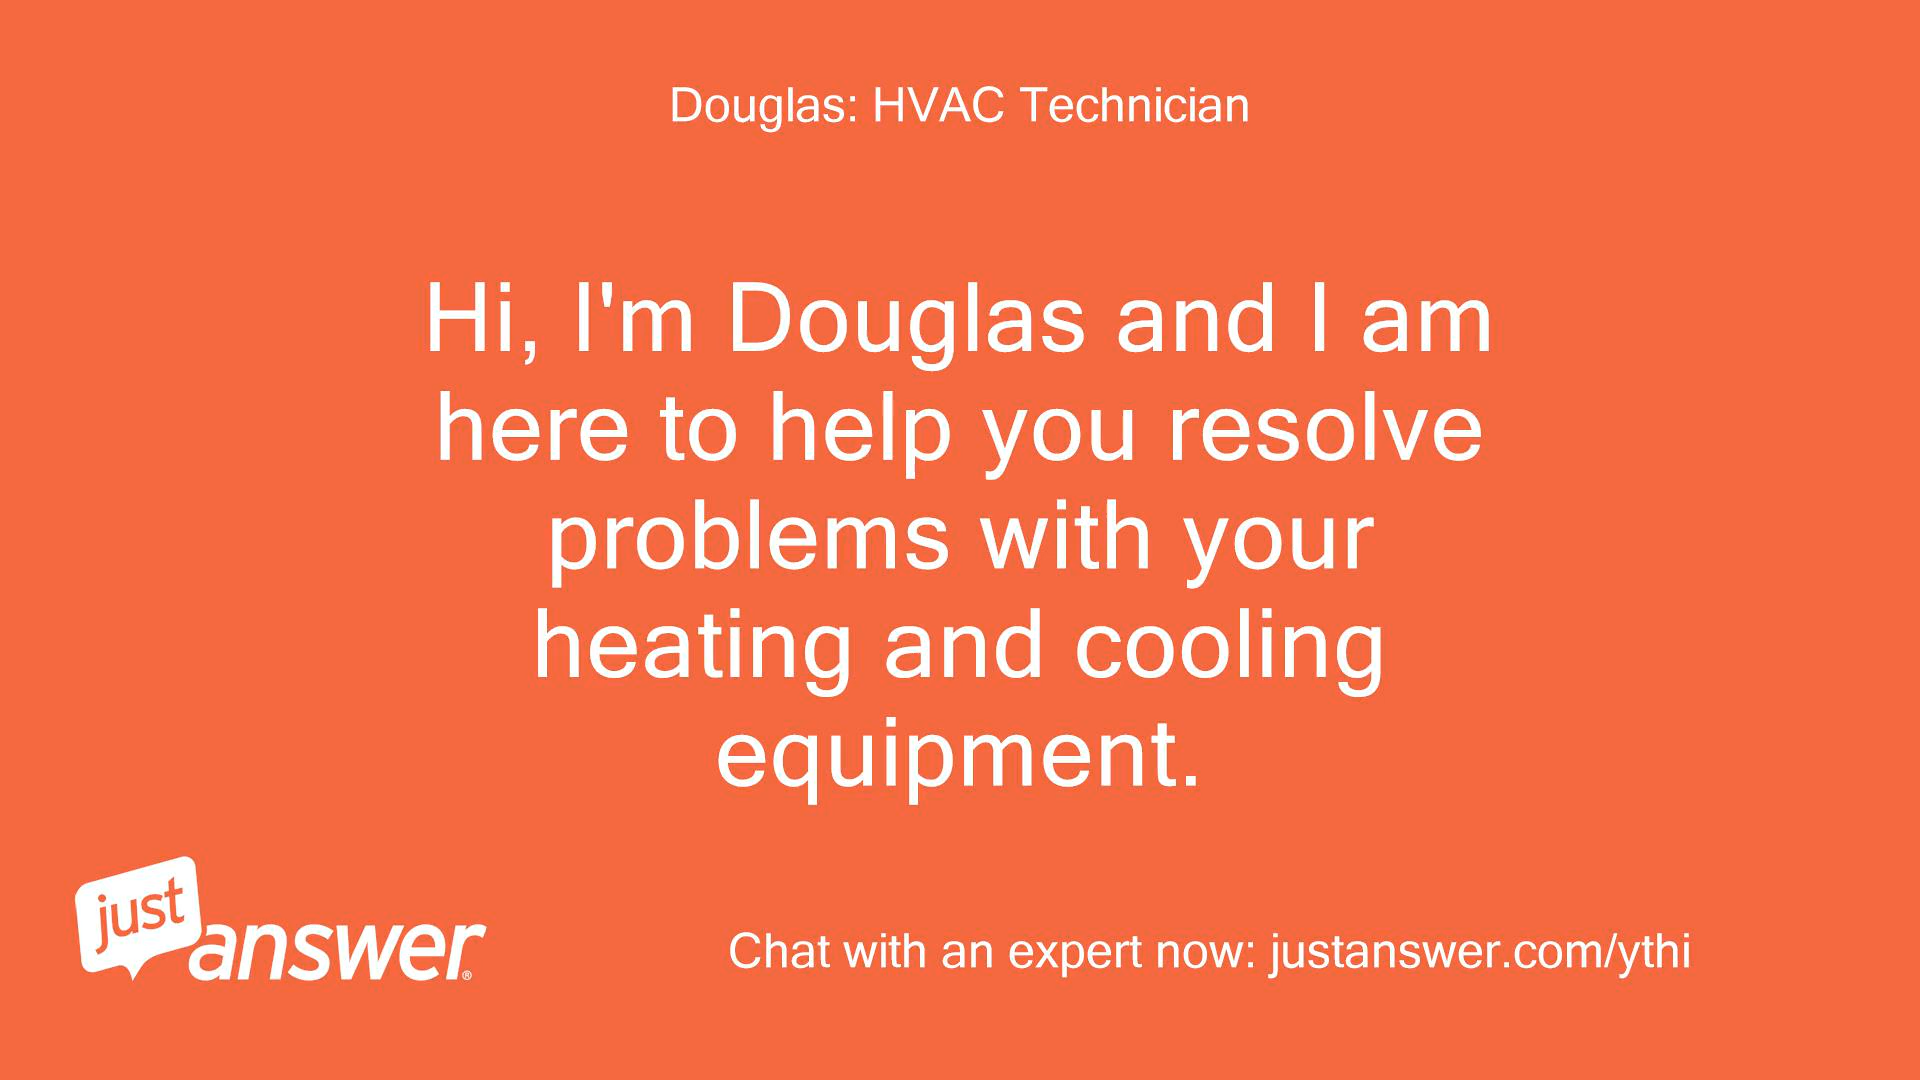 Douglas: HVAC Technician
Hi, I'm Douglas and I am
here to help you resolve
problems with your
heating and cooling
equipment.
just
answer®
Chat with an expert now: justanswer.com/ythi